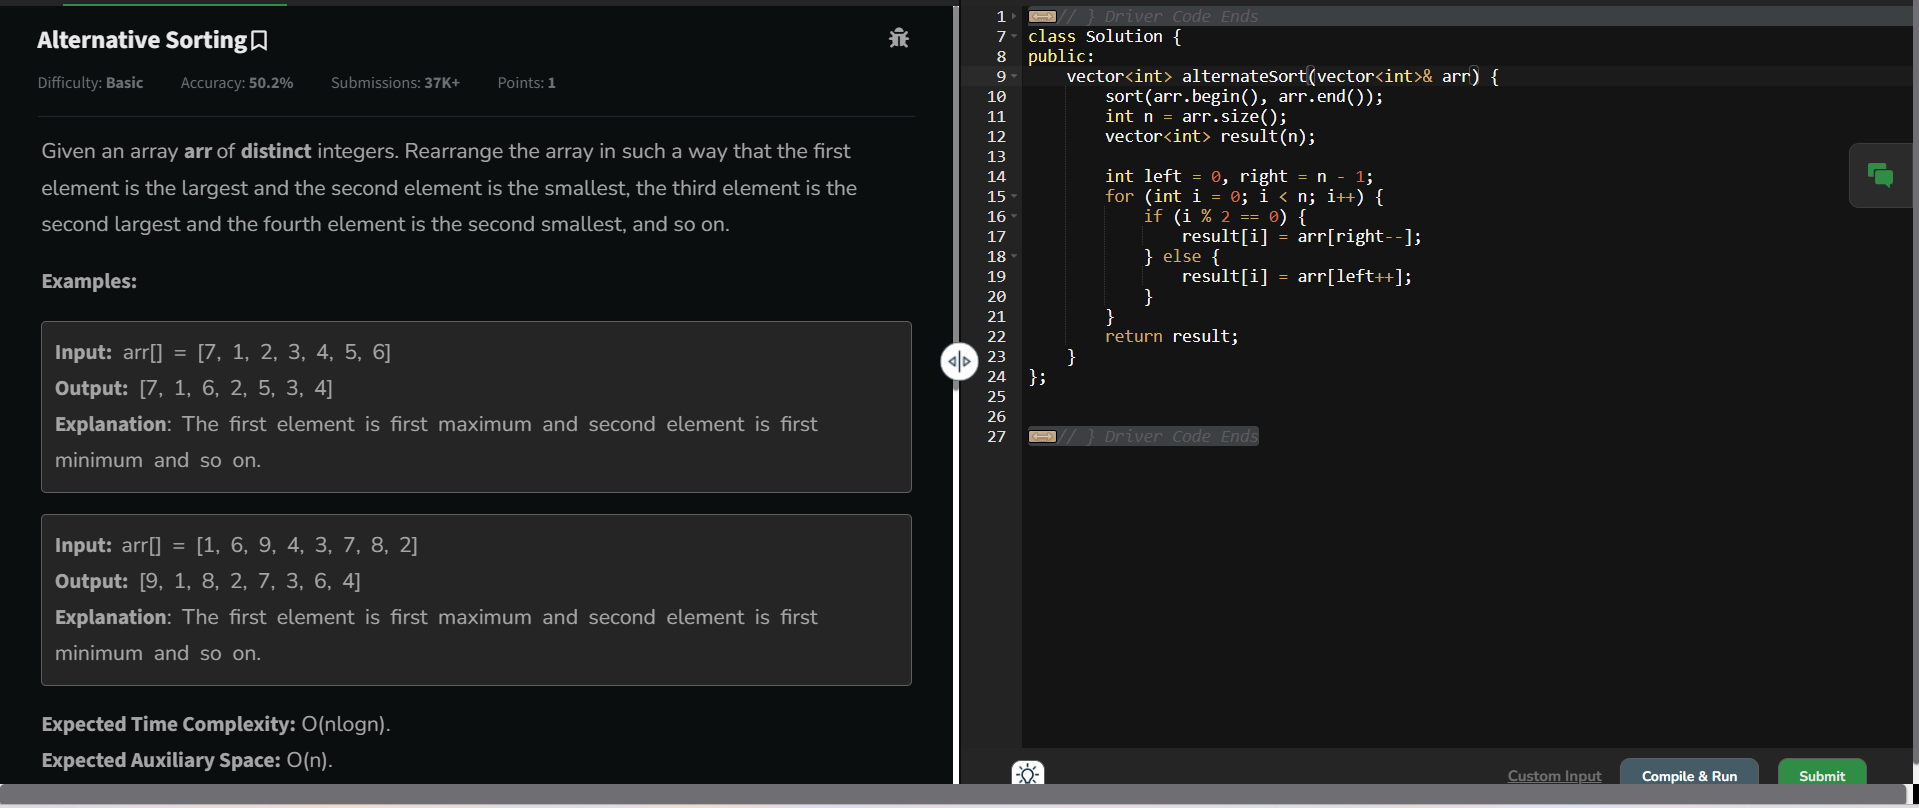 Alternative Sorting
Difficulty: Basic Accuracy: 50.2% Submissions: 37K+ Points: 1
Given an array arr of distinct integers. Rearrange the array in such a way that the first
element is the largest and the second element is the smallest, the third element is the
second largest and the fourth element is the second smallest, and so on.
Examples:
Input: arr[] = [7, 1, 2, 3, 4, 5, 6]
Output: [7, 1, 6, 2, 5, 3, 4]
Explanation: The first element is first maximum and second element is first
minimum and so on.
Input: arr[] = [1, 6, 9, 4, 3, 7, 8, 2]
Output: [9, 1, 8, 2, 7, 3, 6, 4]
Explanation: The first element is first maximum and second element is first
minimum and so on.
Expected Time Complexity: O(nlogn).
Expected Auxiliary Space: O(n).
1 // } Driver Code Ends
7 class Solution {
8 public:
9 vector<int> alternateSort(vector<int>& arr) {
10 sort(arr.begin(), arr.end());
11 int n = arr.size();
12 vector<int> result(n);
13
14 int left = 0, right = n - 1;
15 for (int i = 0; i < n; i++) {
16 if (i % 2 == 0) {
17 result[i] = arr[right--];
18 } else {
19 result[i] = arr[left++];
20 }
21 }
22 return result;
23 }
24 };
25
26
27 // } Driver Code Ends
Custom Input Compile & Run Submit